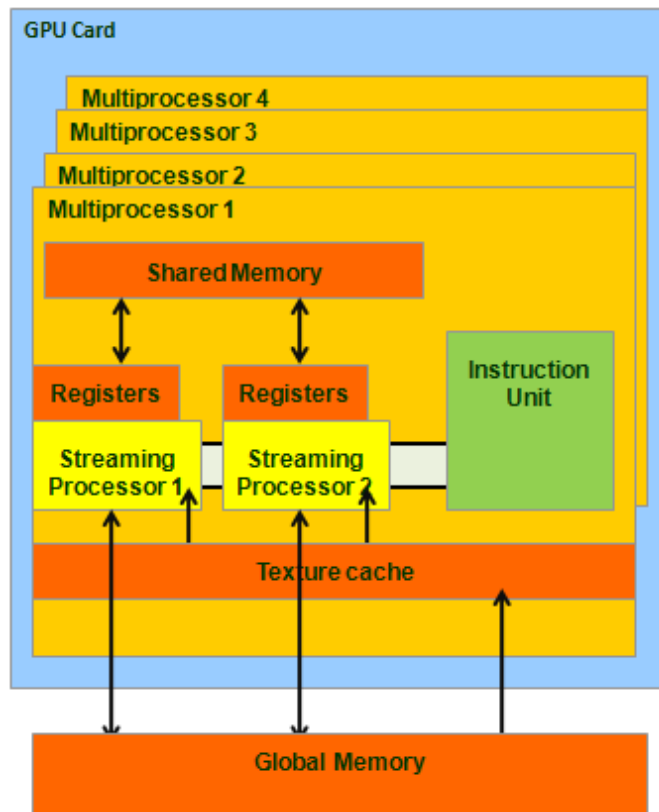 GPU Card
Multiprocessor 4
Multiprocessor 3
Multiprocessor 2
Multiprocessor 1
Shared Memory
Registers
Registers
Instruction
Unit
Streaming
Processor 1
Streaming
Processor 2
Texture cache
Global Memory